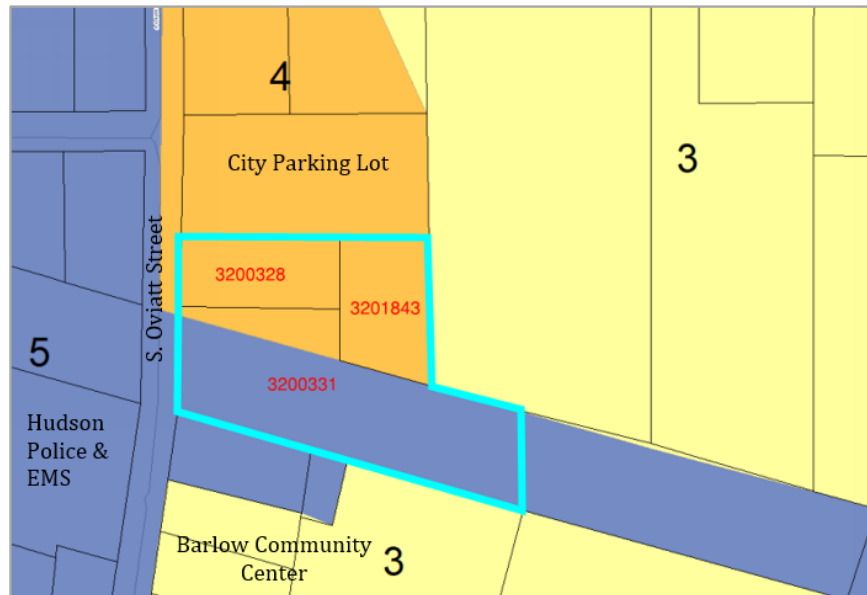 4
City Parking Lot
3
S. Oviatt Street
3200328
3201843
5
3200331
Hudson
Police &
EMS
Barlow Community
Center
3